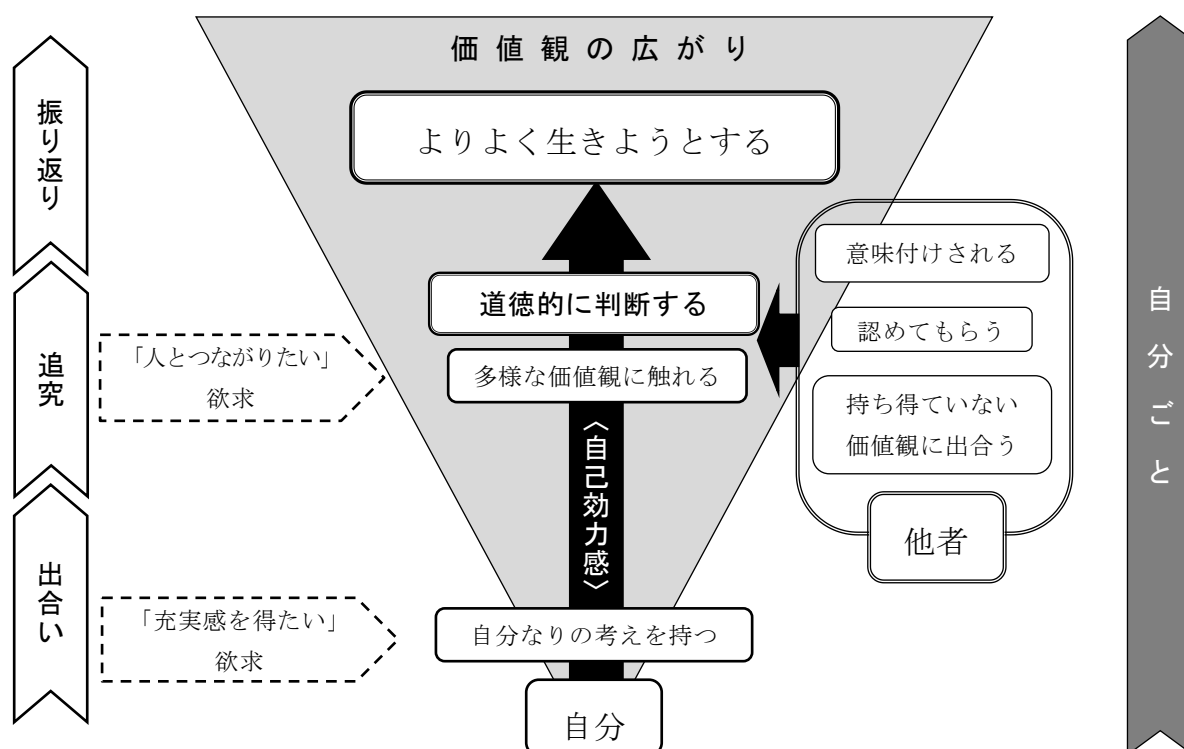 価値観の広がり
よりよく生きようとする
振り返り
意味付けされる
道徳的に判断する
認めてもらう
多様な価値観に触れる
持ち得ていない
価値観に出合う
他者
追究
「人とつながりたい」
欲求
〈自己効力感〉
出合い
「充実感を得たい」
欲求
自分なりの考えを持つ
自分
自分ごと